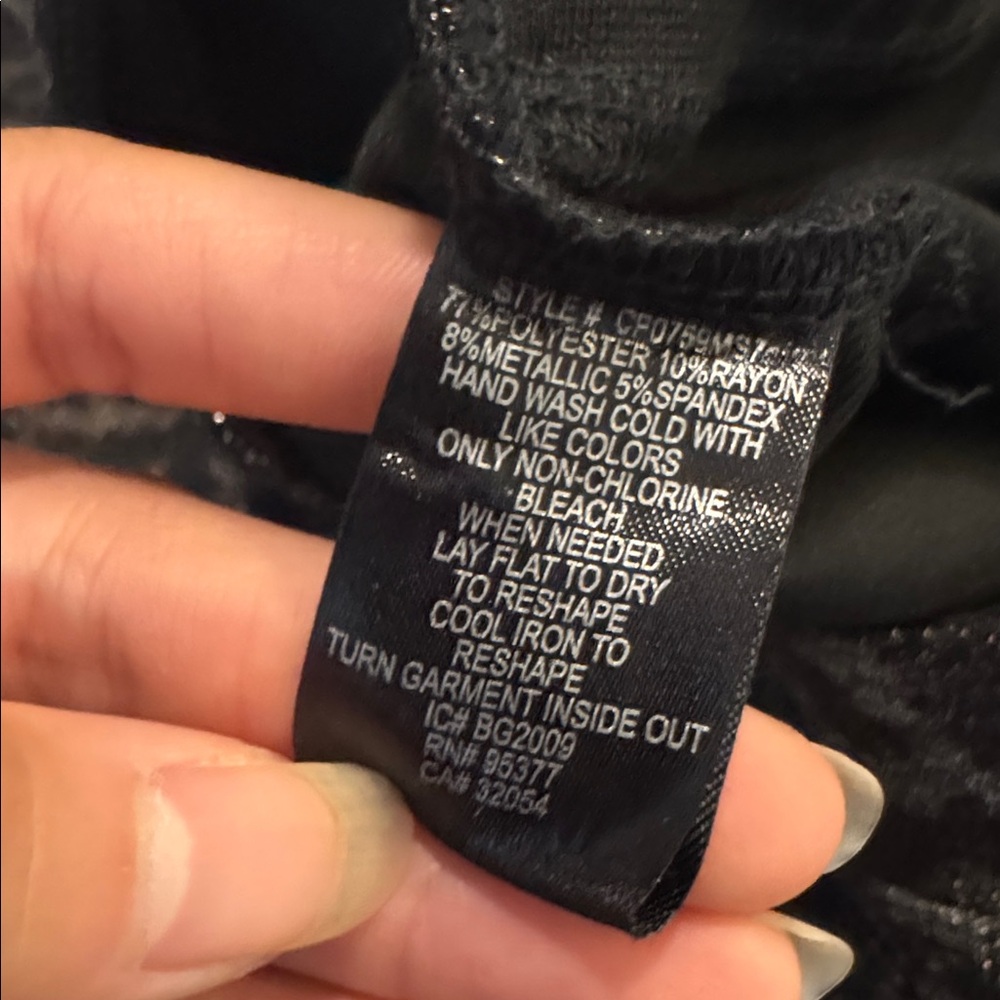 STYLE # CP0759MS7
77%POLYESTER 10%RAYON
8%METALLIC 5%SPANDEX
HAND WASH COLD WITH
LIKE COLORS
ONLY NON-CHLORINE
BLEACH
WHEN NEEDED
LAY FLAT TO DRY
TO RESHAPE
COOL IRON TO
RESHAPE
TURN GARMENT INSIDE OUT
IC# BG2009
RN# 95377
CA# 32054